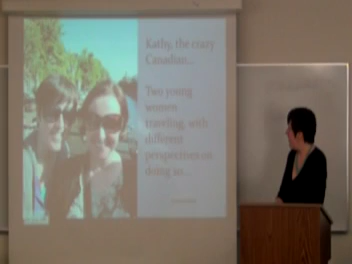 Kathy, the crazy
Canadian...
Two young
women
traveling, with
different
perspectives on
doing so...